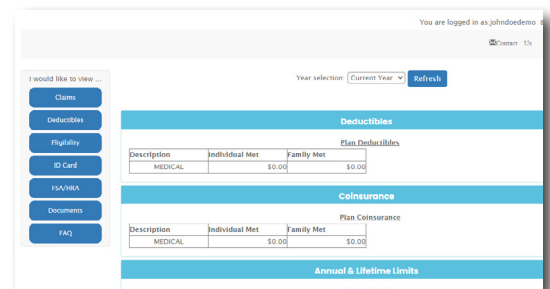 You are logged in as:johndoedemo
Contact Us
I would like to view ...
Claims
Deductibles
Eligibility
ID Card
FSA/HRA
Documents
FAQ
Year selection: Current Year Refresh
Deductibles
Plan Deductibles
Description Individual Met Family Met
MEDICAL $0.00 $0.00
Coinsurance
Plan Coinsurance
Description Individual Met Family Met
MEDICAL $0.00 $0.00
Annual & Lifetime Limits